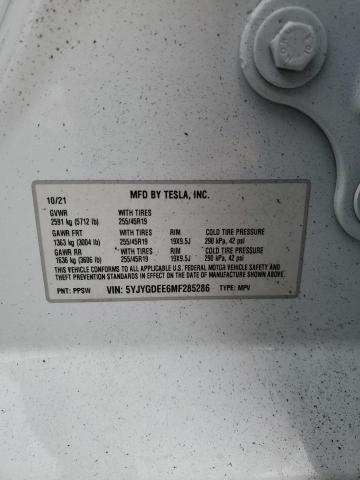 10/21 MFD BY TESLA, INC.
GVWR WITH TIRES
2591 kg (5712 lb) 255/45R19
GAWR FRT WITH TIRES RIM COLD TIRE PRESSURE
1363 kg (3004 lb) 255/45R19 19X9.5J 290 kPa, 42 psi
GAWR RR WITH TIRES RIM COLD TIRE PRESSURE
1636 kg (3606 lb) 255/45R19 19X9.5J 290 kPa, 42 psi
THIS VEHICLE CONFORMS TO ALL APPLICABLE U.S. FEDERAL MOTOR VEHICLE SAFETY AND
THEFT PREVENTION STANDARDS IN EFFECT ON THE DATE OF MANUFACTURE SHOWN ABOVE.
PNT: PPSW VIN: 5YJYGDEE6MF285286 TYPE: MPV